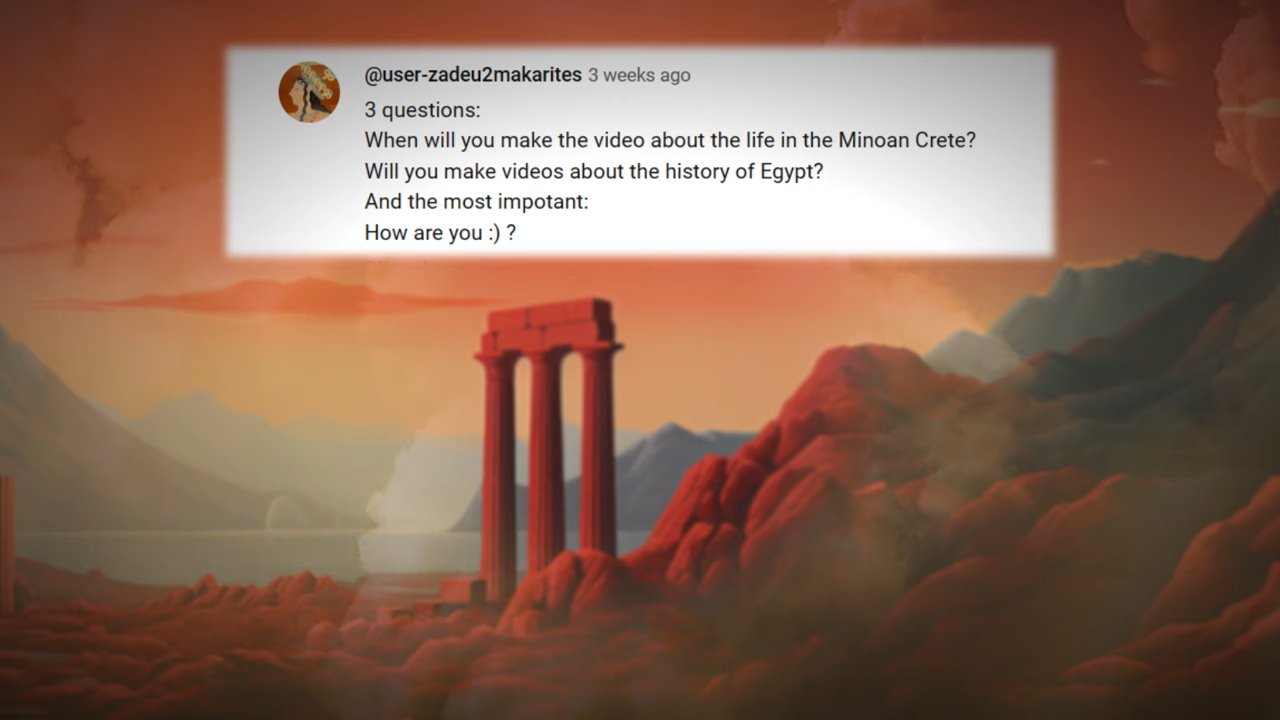 @user-zadeu2makarites 3 weeks ago
3 questions:
When will you make the video about the life in the Minoan Crete?
Will you make videos about the history of Egypt?
And the most impotant:
How are you :) ?